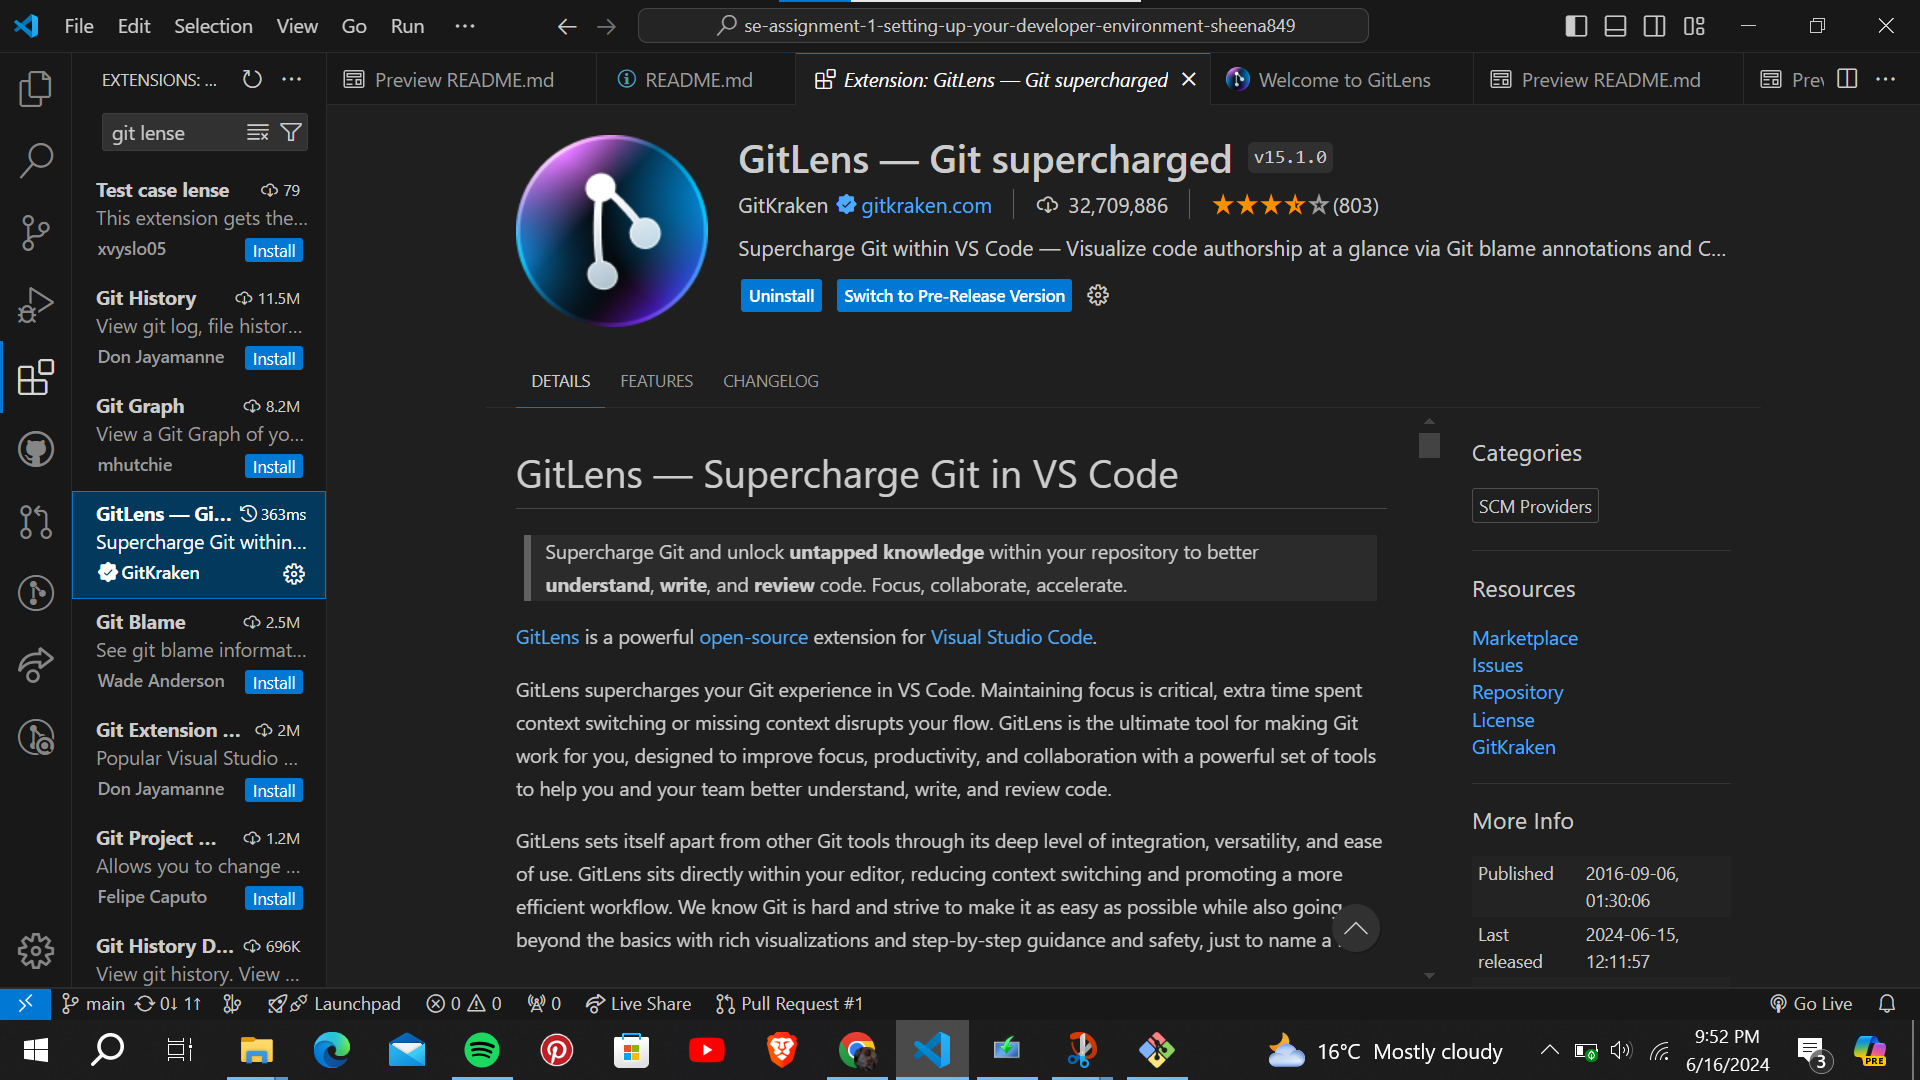 File Edit Selection View Go Run ···
se-assignment-1-setting-up-your-developer-environment-sheena849
EXTENSIONS: ...
Preview README.md
README.md
Extension: GitLens — Git supercharged
Welcome to GitLens
Preview README.md
Prev
git lense
Test case lense 79
This extension gets the...
xvyslo05 Install
Git History 11.5M
View git log, file histor...
Don Jayamanne Install
Git Graph 8.2M
View a Git Graph of yo...
mhutchie Install
GitLens — Gi... 363ms
Supercharge Git within...
GitKraken
Git Blame 2.5M
See git blame informat...
Wade Anderson Install
Git Extension ... 2M
Popular Visual Studio ...
Don Jayamanne Install
Git Project ... 1.2M
Allows you to change ...
Felipe Caputo Install
Git History D... 696K
View git history. View ...
GitLens — Git supercharged v15.1.0
GitKraken gitkraken.com 32,709,886 (803)
Supercharge Git within VS Code — Visualize code authorship at a glance via Git blame annotations and C...
Uninstall Switch to Pre-Release Version
DETAILS FEATURES CHANGELOG
GitLens — Supercharge Git in VS Code
Supercharge Git and unlock untapped knowledge within your repository to better
understand, write, and review code. Focus, collaborate, accelerate.
GitLens is a powerful open-source extension for Visual Studio Code.
GitLens supercharges your Git experience in VS Code. Maintaining focus is critical, extra time spent
context switching or missing context disrupts your flow. GitLens is the ultimate tool for making Git
work for you, designed to improve focus, productivity, and collaboration with a powerful set of tools
to help you and your team better understand, write, and review code.
GitLens sets itself apart from other Git tools through its deep level of integration, versatility, and ease
of use. GitLens sits directly within your editor, reducing context switching and promoting a more
efficient workflow. We know Git is hard and strive to make it as easy as possible while also going
beyond the basics with rich visualizations and step-by-step guidance and safety, just to name a
Categories
SCM Providers
Resources
Marketplace
Issues
Repository
License
GitKraken
More Info
Published 2016-09-06,
01:30:06
Last 2024-06-15,
released 12:11:57
main 0↓ 1↑ Launchpad 0 0 0 Live Share Pull Request #1 Go Live
16°C Mostly cloudy
9:52 PM
6/16/2024
3
PRE